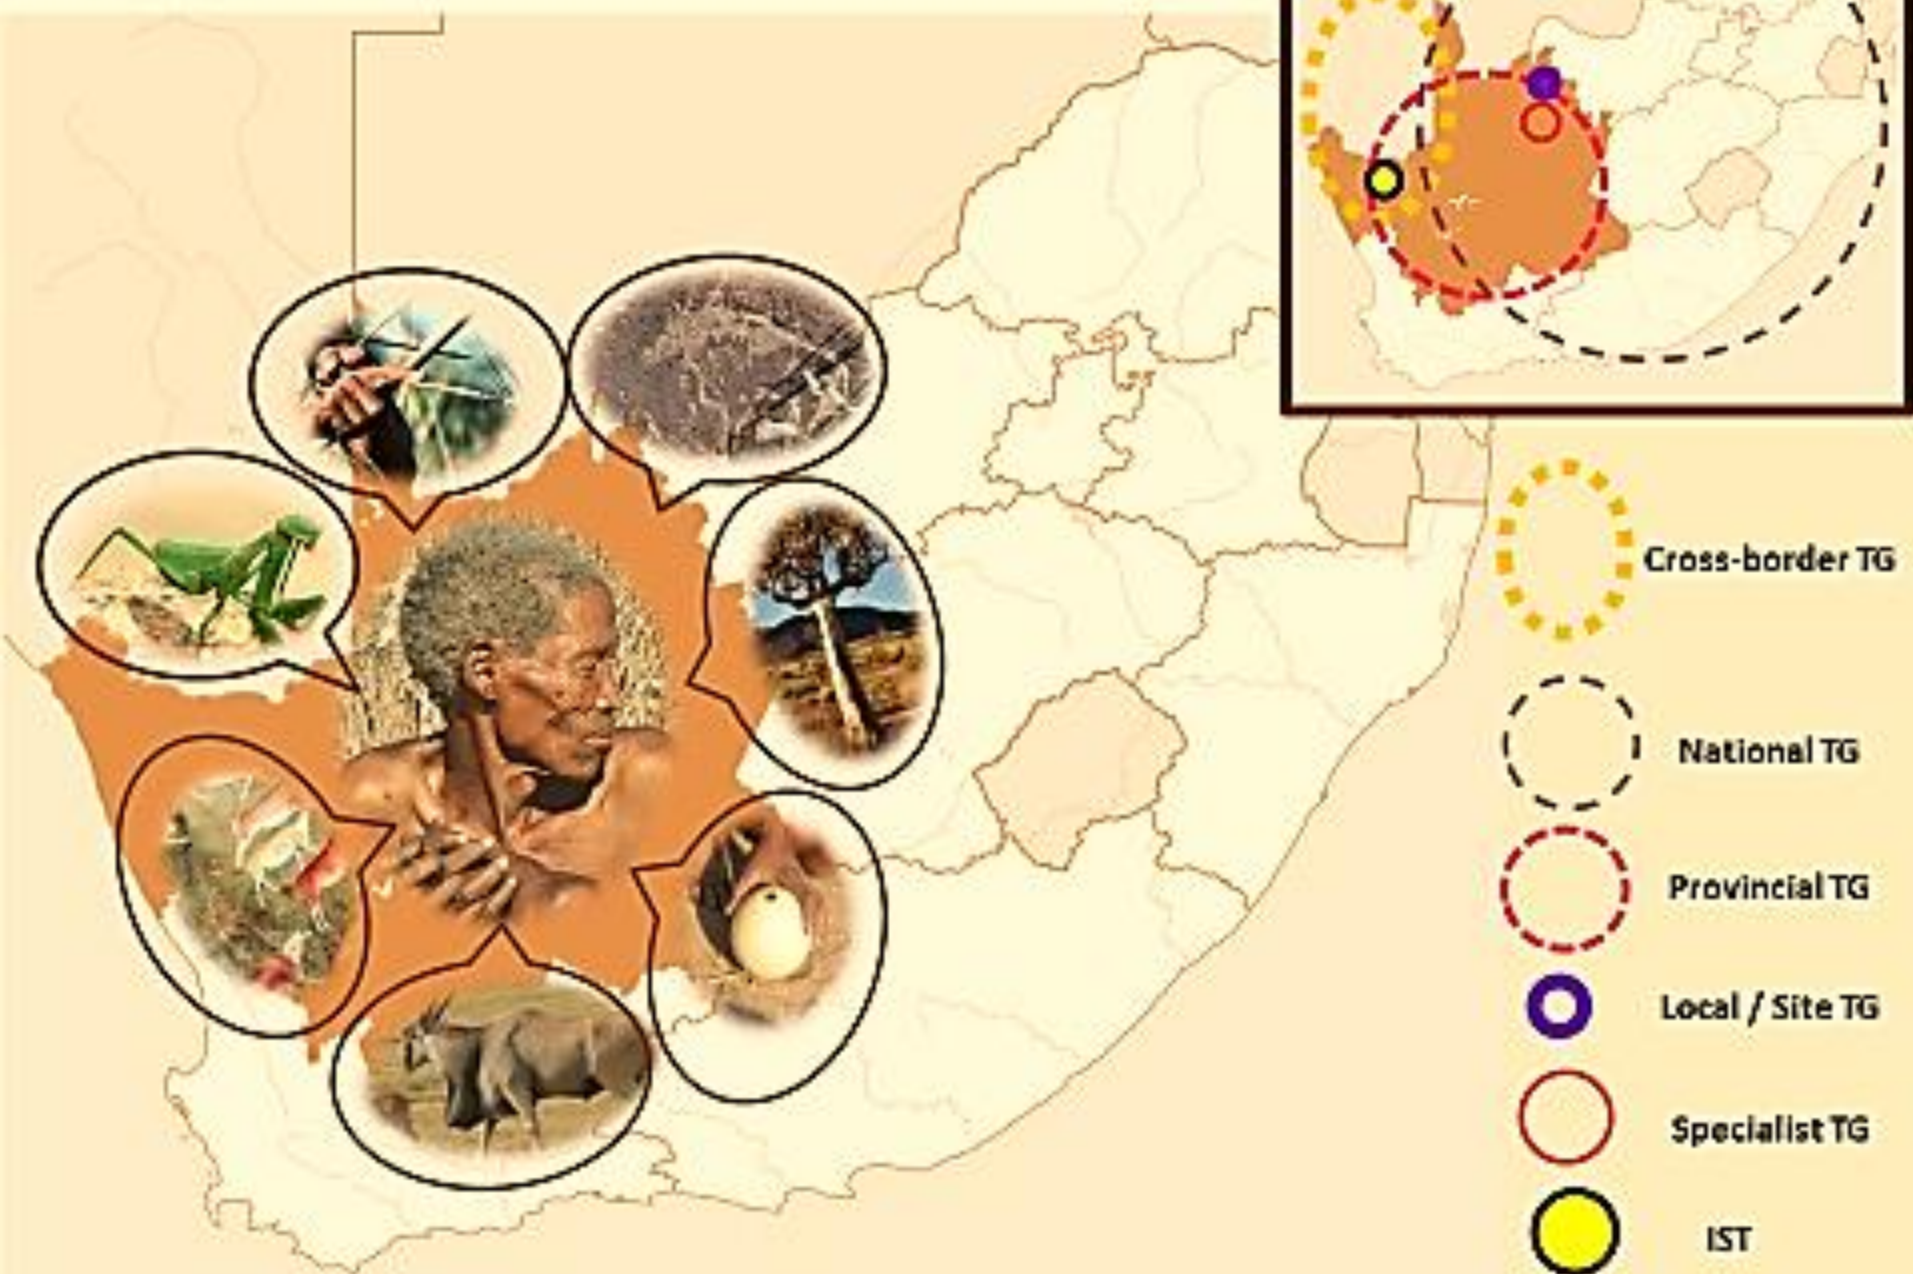 Cross-border TG
National TG
Provincial TG
Local / Site TG
Specialist TG
IST